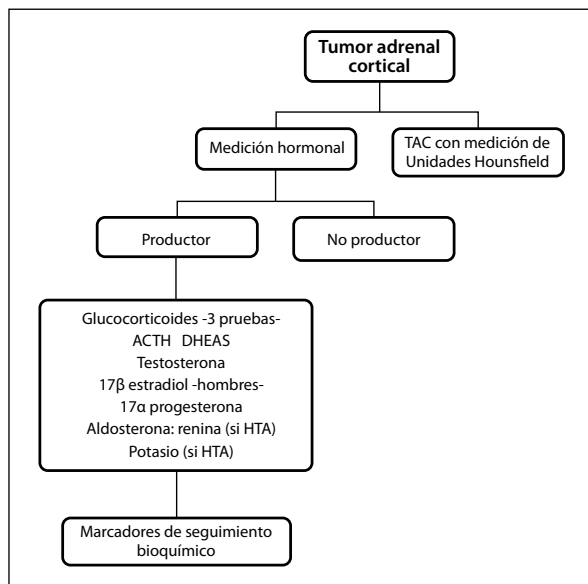 Tumor adrenal
cortical
Medición hormonal
TAC con medición de
Unidades Hounsfield
Productor
No productor
Glucocorticoides -3 pruebas-
ACTH DHEAS
Testosterona
17β estradiol -hombres-
17α progesterona
Aldosterona: renina (si HTA)
Potasio (si HTA)
Marcadores de seguimiento
bioquímico